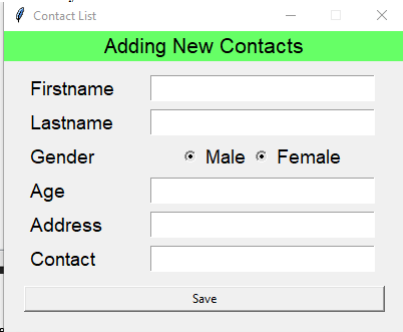 Contact List
Adding New Contacts
Firstname
Lastname
Gender Male Female
Age
Address
Contact
Save